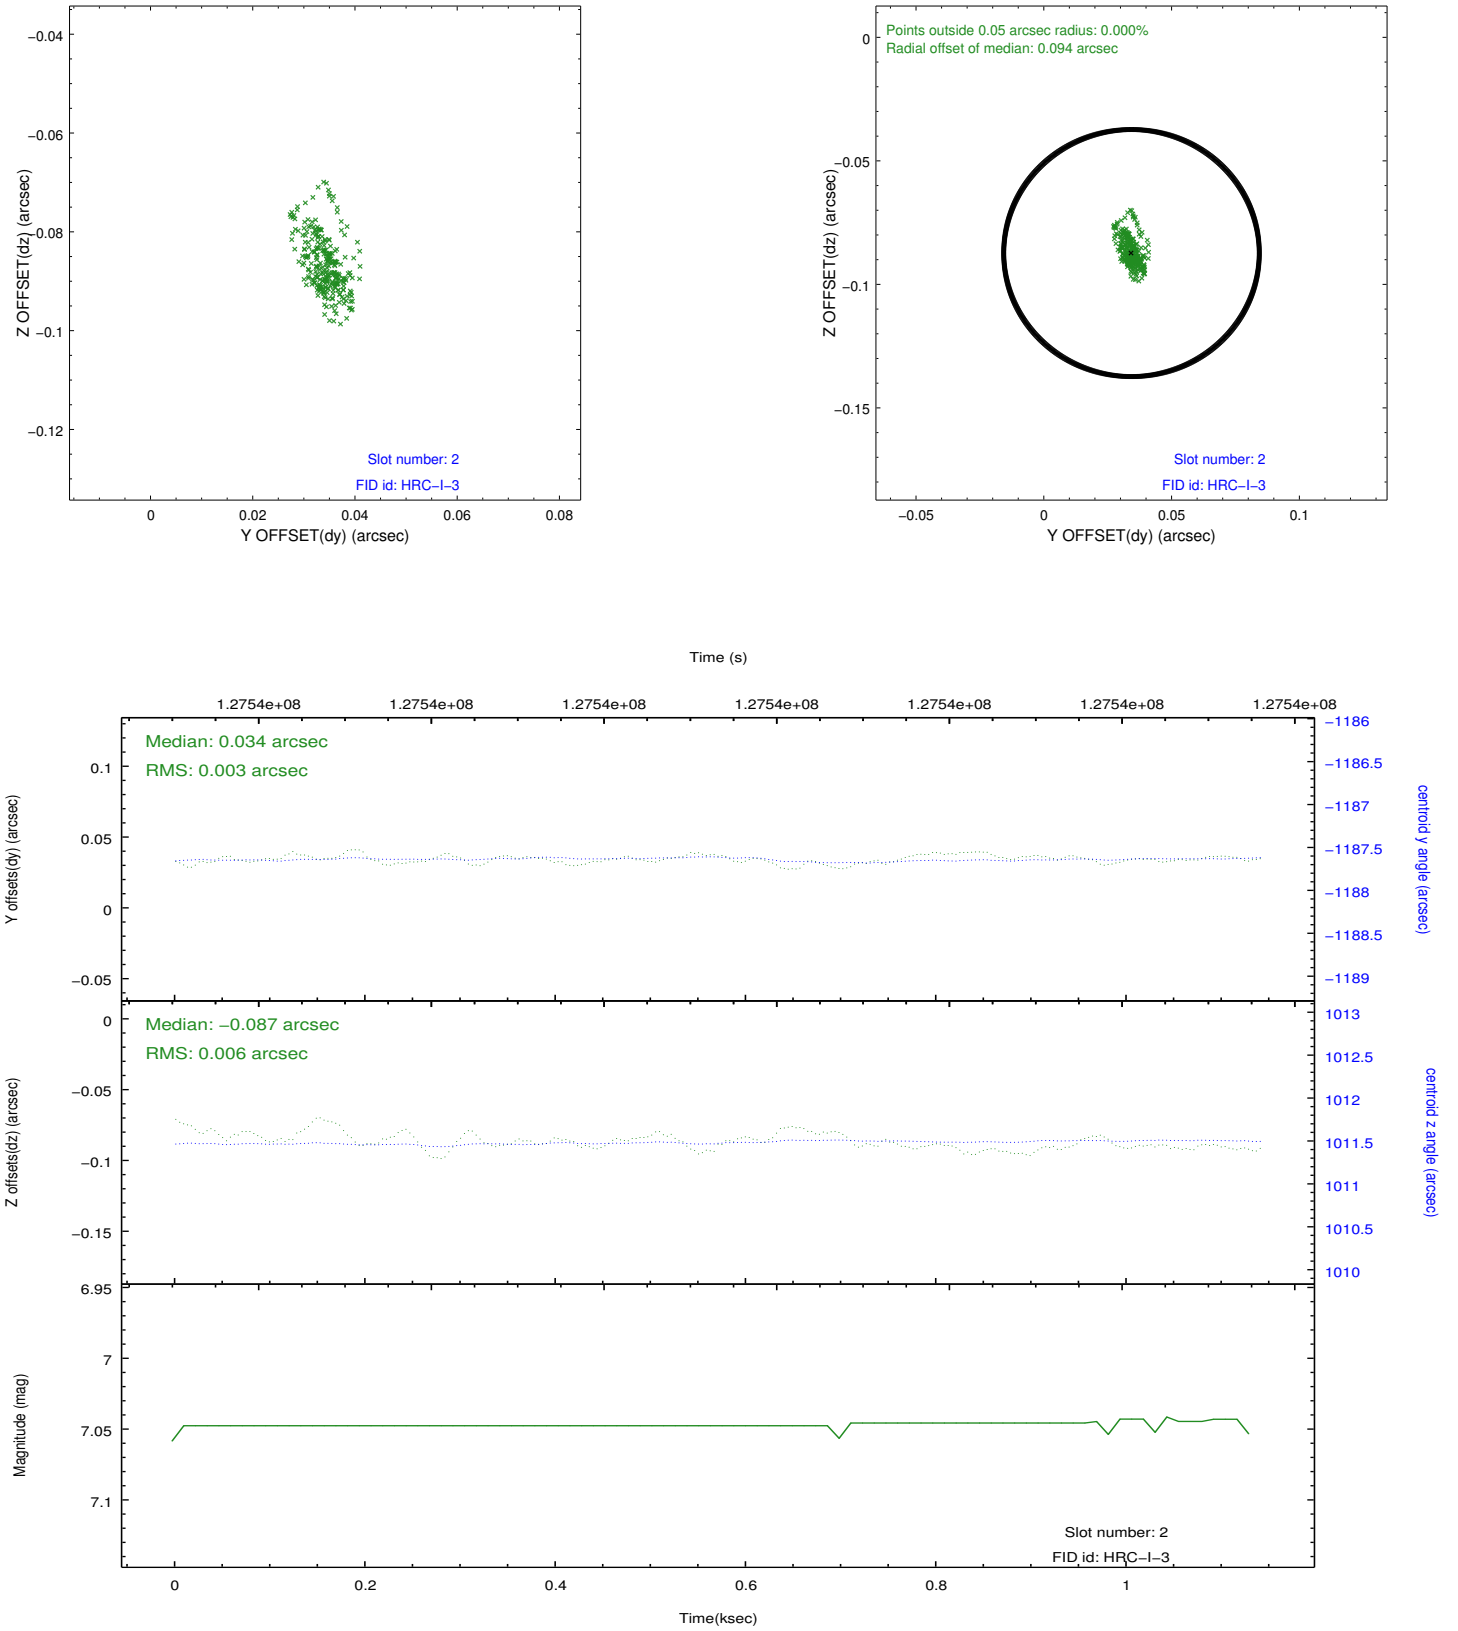 −0.04
−0.06
−0.08
−0.1
−0.12
Z OFFSET(dz) (arcsec)
Slot number: 2
FID id: HRC−I−3
0
0.02
0.04
0.06
0.08
Y OFFSET(dy) (arcsec)
Points outside 0.05 arcsec radius: 0.000%
Radial offset of median: 0.094 arcsec
0
−0.05
−0.1
−0.15
Z OFFSET(dz) (arcsec)
Slot number: 2
FID id: HRC−I−3
−0.05
0
0.05
0.1
Y OFFSET(dy) (arcsec)
Time (s)
1.2754e+08
1.2754e+08
1.2754e+08
1.2754e+08
1.2754e+08
1.2754e+08
1.2754e+08
Median: 0.034 arcsec
RMS: 0.003 arcsec
0.1
0.05
0
−0.05
Y offsets(dy) (arcsec)
−1186
−1186.5
−1187
−1187.5
−1188
−1188.5
−1189
centroid y angle (arcsec)
Median: −0.087 arcsec
RMS: 0.006 arcsec
0
−0.05
−0.1
−0.15
Z offsets(dz) (arcsec)
1013
1012.5
1012
1011.5
1011
1010.5
1010
centroid z angle (arcsec)
6.95
7
7.05
7.1
Magnitude (mag)
Slot number: 2
FID id: HRC−I−3
0
0.2
0.4
0.6
0.8
1
Time(ksec)